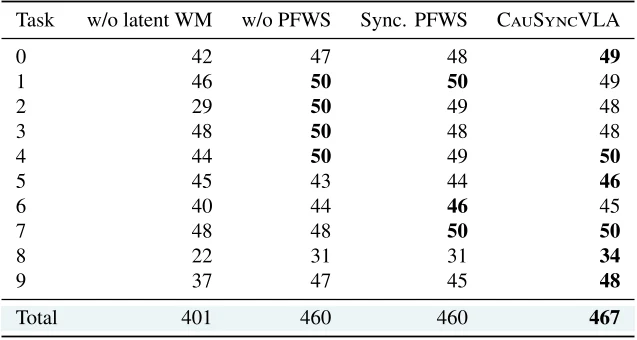 Task w/o latent WM w/o PFWS Sync. PFWS CAUSYNCVLA
0 42 47 48 49
1 46 50 50 49
2 29 50 49 48
3 48 50 48 48
4 44 50 49 50
5 45 43 44 46
6 40 44 46 45
7 48 48 50 50
8 22 31 31 34
9 37 47 45 48
Total 401 460 460 467